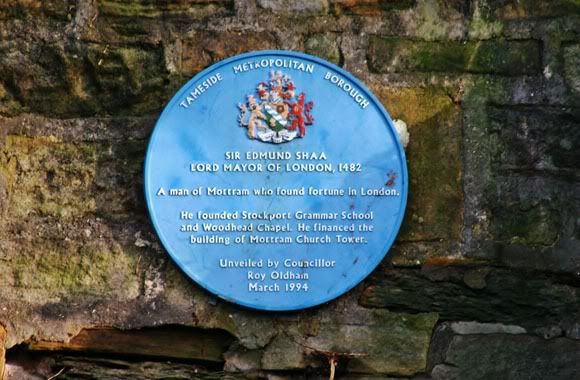 TAMESIDE METROPOLITAN BOROUGH
SIR EDMUND SHAA
LORD MAYOR OF LONDON, 1482
A man of Mottram who found fortune in London.
He founded Stockport Grammar School
and Woodhead Chapel. He financed the
building of Mottram Church Tower.
Unveiled by Councillor
Roy Oldham
March 1994